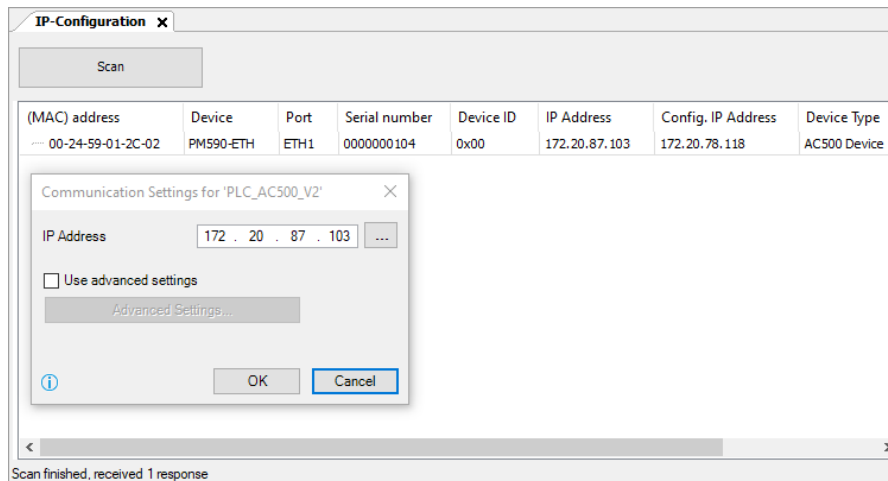 IP-Configuration x
Scan
(MAC) address Device Port Serial number Device ID IP Address Config. IP Address Device Type
00-24-59-01-2C-02 PM590-ETH ETH1 0000000104 0x00 172.20.87.103 172.20.78.118 AC500 Device
Communication Settings for 'PLC_AC500_V2'
IP Address 172 . 20 . 87 . 103 ...
Use advanced settings
Advanced Settings...
OK Cancel
Scan finished, received 1 response